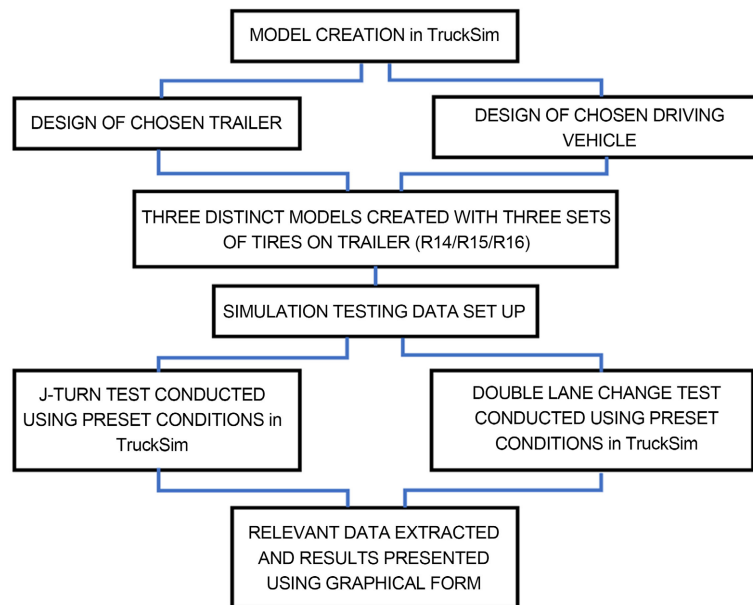 MODEL CREATION in TruckSim
DESIGN OF CHOSEN TRAILER
DESIGN OF CHOSEN DRIVING
VEHICLE
THREE DISTINCT MODELS CREATED WITH THREE SETS
OF TIRES ON TRAILER (R14/R15/R16)
SIMULATION TESTING DATA SET UP
J-TURN TEST CONDUCTED
USING PRESET CONDITIONS in
TruckSim
DOUBLE LANE CHANGE TEST
CONDUCTED USING PRESET
CONDITIONS in TruckSim
RELEVANT DATA EXTRACTED
AND RESULTS PRESENTED
USING GRAPHICAL FORM